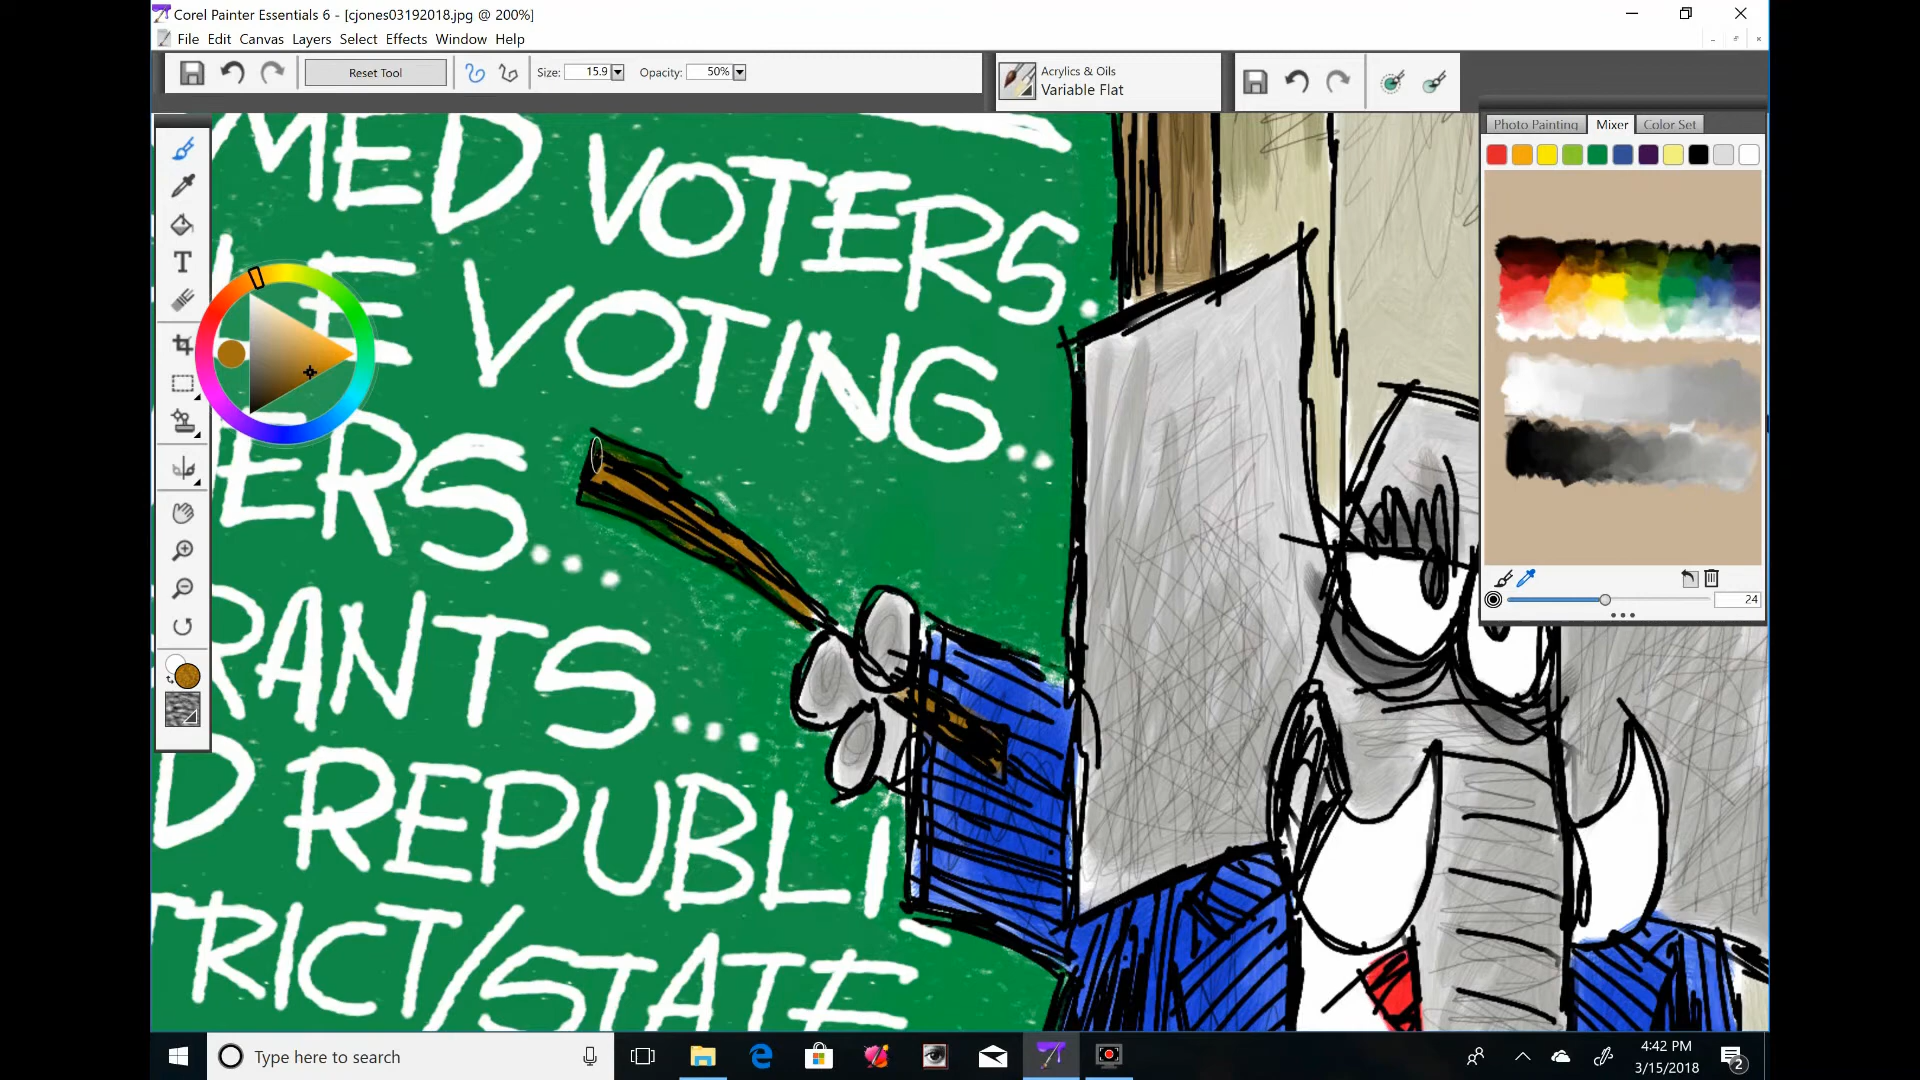 Corel Painter Essentials 6 - [cjones03192018.jpg @ 200%]
File Edit Canvas Layers Select Effects Window Help
Reset Tool
Size: 15.9
Opacity: 50%
Acrylics & Oils
Variable Flat
Photo Painting
Mixer
Color Set
24
MED VOTERS...
LE VOTING...
ERS...
RANTS...
D REPUBLI
TRICT/STATE
Type here to search
4:42 PM
3/15/2018
2